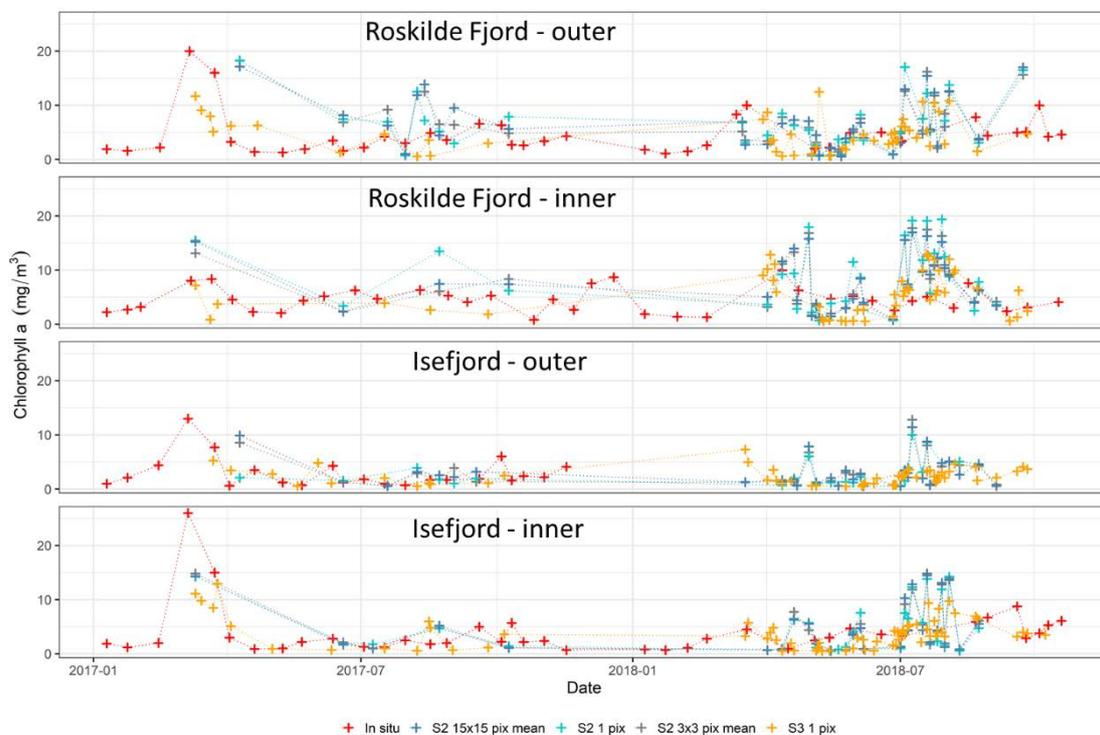 Roskilde Fjord - outer
20
10
0
Roskilde Fjord - inner
20
10
0
Isefjord - outer
20
10
0
Isefjord - inner
20
10
0
Chlorophyll a (mg/m³)
2017-01 2017-07 2018-01 2018-07
Date
In situ S2 15x15 pix mean S2 1 pix S2 3x3 pix mean S3 1 pix